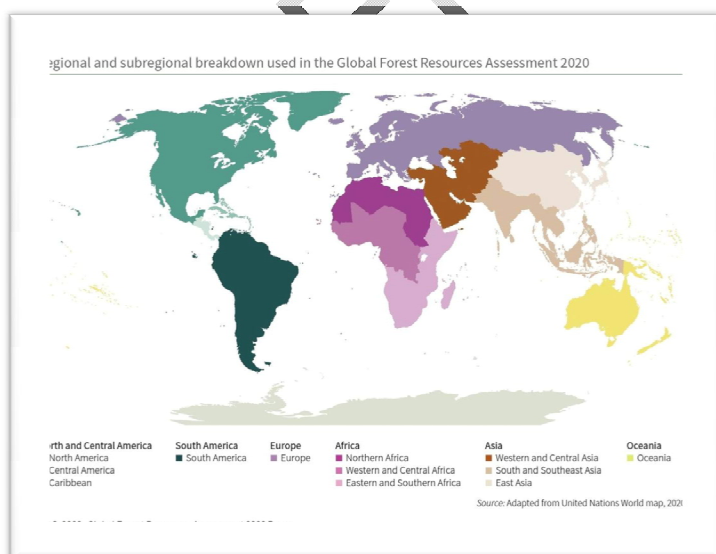 egional and subregional breakdown used in the Global Forest Resources Assessment 2020
rth and Central America
North America
Central America
Caribbean
South America
South America
Europe
Europe
Africa
Northern Africa
Western and Central Africa
Eastern and Southern Africa
Asia
Western and Central Asia
South and Southeast Asia
East Asia
Oceania
Oceania
Source: Adapted from United Nations World map, 202